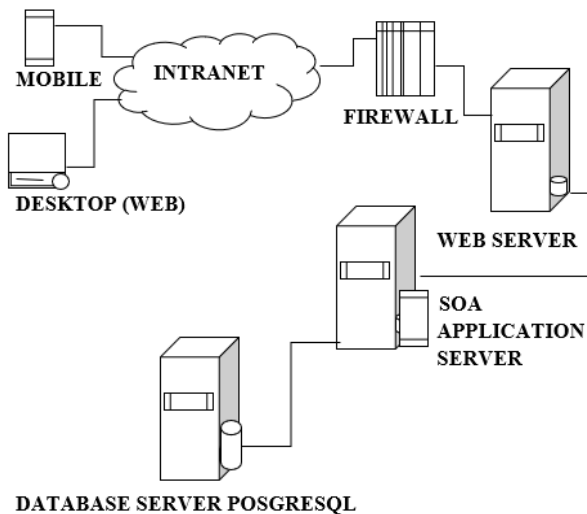 MOBILE
INTRANET
FIREWALL
DESKTOP (WEB)
WEB SERVER
SOA
APPLICATION
SERVER
DATABASE SERVER POSGRESQL